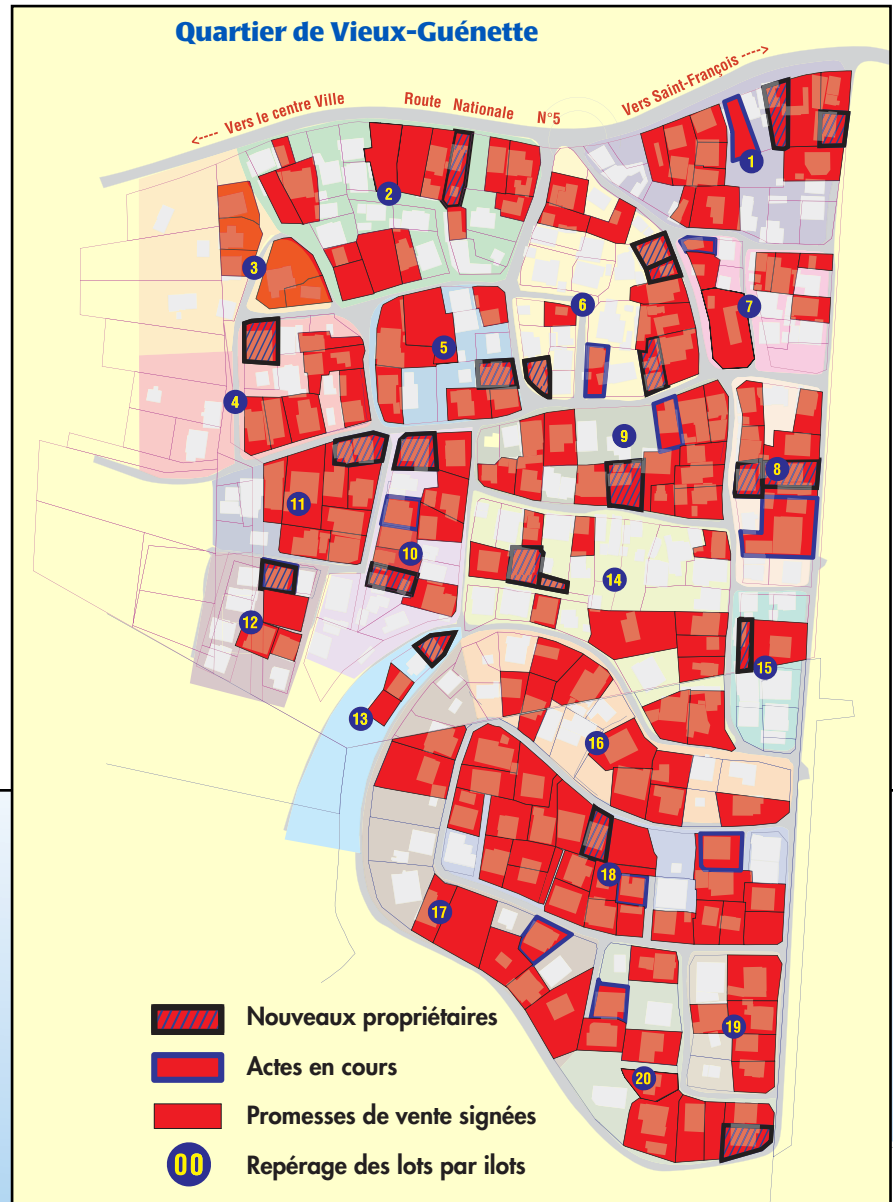 Quartier de Vieux-Guénette
<---- Vers le centre Ville
Route Nationale N°5
Vers Saint-François ---->
1
2
3
4
5
6
7
8
9
10
11
12
13
14
15
16
17
18
19
20
Nouveaux propriétaires
Actes en cours
Promesses de vente signées
00 Repérage des lots par ilots